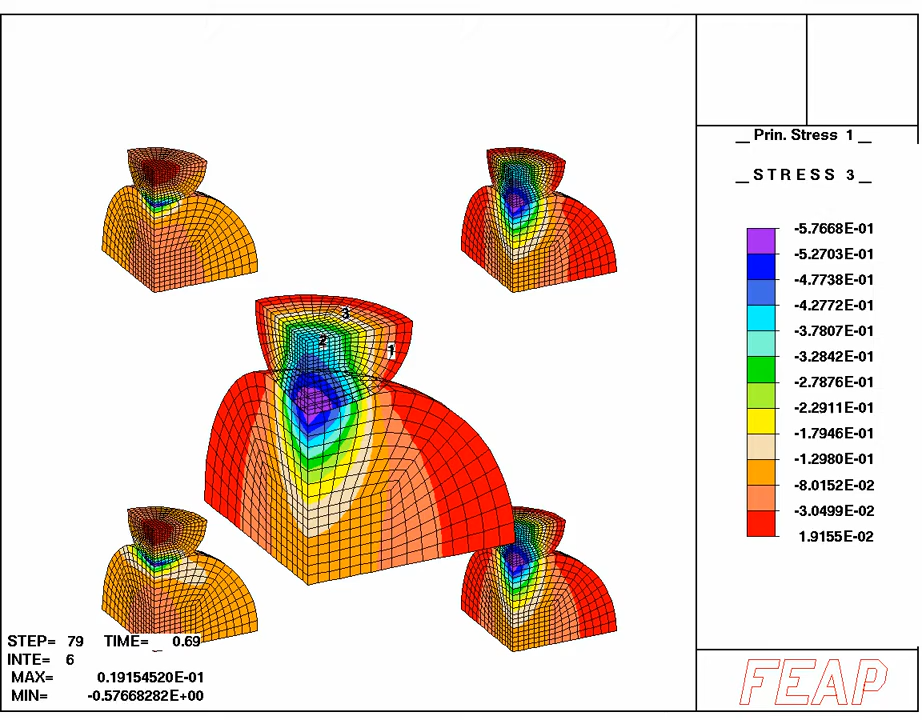 _ Prin. Stress 1 _
_ S T R E S S 3 _
-5.7668E-01
-5.2703E-01
-4.7738E-01
-4.2772E-01
-3.7807E-01
-3.2842E-01
-2.7876E-01
-2.2911E-01
-1.7946E-01
-1.2980E-01
-8.0152E-02
-3.0499E-02
1.9155E-02
3
2
1
STEP= 79 TIME=_ 0.69
INTE= 6
MAX= 0.19154520E-01
MIN= -0.57668282E+00
FEAP